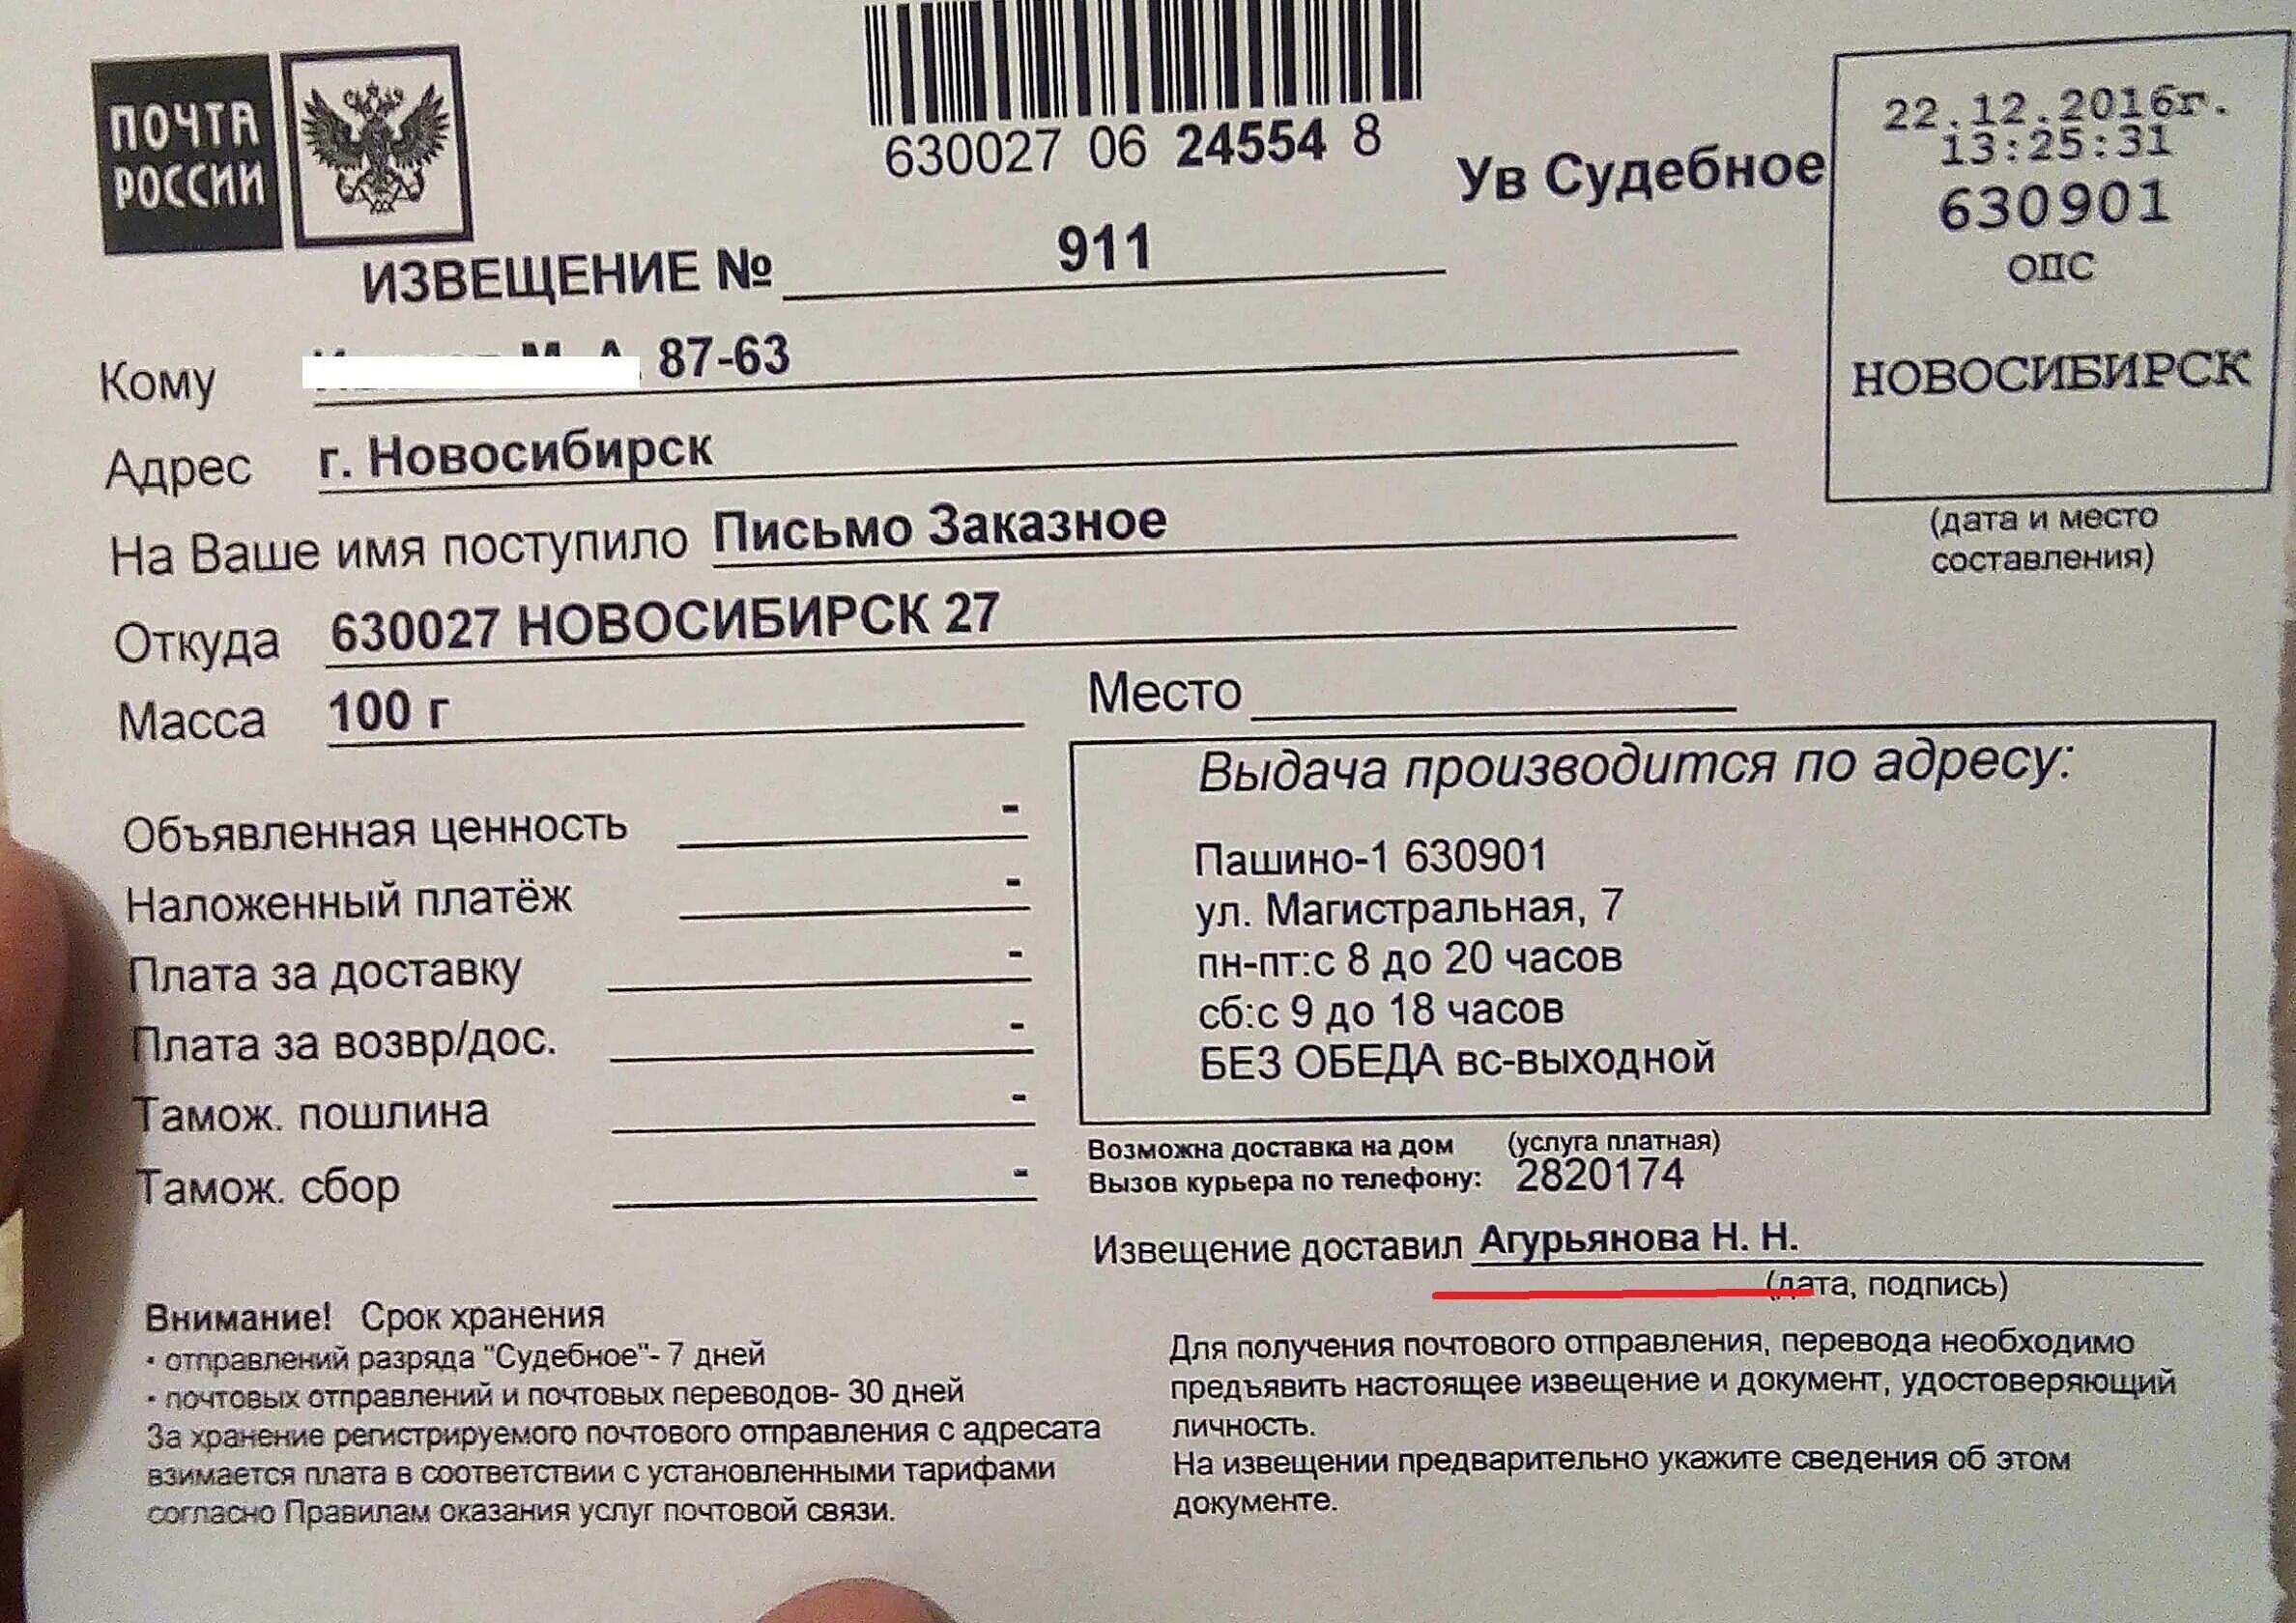 ПОЧТА
РОССИИ
630027 06 24554 8
Ув Судебное
22.12.2016г.
13:25:31
630901
ОПС
НОВОСИБИРСК
(дата и место
составления)
ИЗВЕЩЕНИЕ № 911
Кому 87-63
Адрес г. Новосибирск
На Ваше имя поступило Письмо Заказное
Откуда 630027 НОВОСИБИРСК 27
Масса 100 г
Место
Объявленная ценность -
Наложенный платёж -
Плата за доставку -
Плата за возвр/дос. -
Тамож. пошлина -
Тамож. сбор -
Выдача производится по адресу:
Пашино-1 630901
ул. Магистральная, 7
пн-пт:с 8 до 20 часов
сб:с 9 до 18 часов
БЕЗ ОБЕДА вс-выходной
Возможна доставка на дом (услуга платная)
Вызов курьера по телефону: 2820174
Извещение доставил Агурьянова Н. Н.
(дата, подпись)
Внимание! Срок хранения
· отправлений разряда "Судебное"- 7 дней
· почтовых отправлений и почтовых переводов- 30 дней
За хранение регистрируемого почтового отправления с адресата
взимается плата в соответствии с установленными тарифами
согласно Правилам оказания услуг почтовой связи.
Для получения почтового отправления, перевода необходимо
предъявить настоящее извещение и документ, удостоверяющий
личность.
На извещении предварительно укажите сведения об этом
документе.